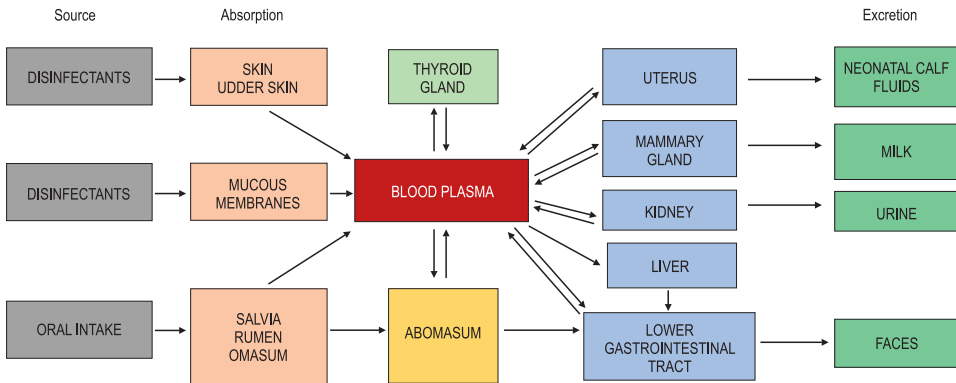 Source
Absorption
Excretion
DISINFECTANTS
SKIN
UDDER SKIN
THYROID
GLAND
UTERUS
NEONATAL CALF
FLUIDS
DISINFECTANTS
MUCOUS
MEMBRANES
BLOOD PLASMA
MAMMARY
GLAND
MILK
KIDNEY
URINE
LIVER
ORAL INTAKE
SALVIA
RUMEN
OMASUM
ABOMASUM
LOWER
GASTROINTESTINAL
TRACT
FACES